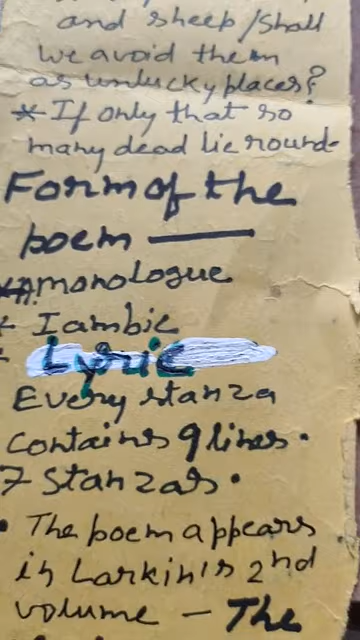 and sheep/shall
we avoid them
as unlucky places?
* If only that so
many dead lie round.
Form of the
poem —
* A monologue
* Iambic
Lyric
Every stanza
contains 9 lines.
7 Stanzas.
• The poem appears
in Larkin's 2nd
volume — The